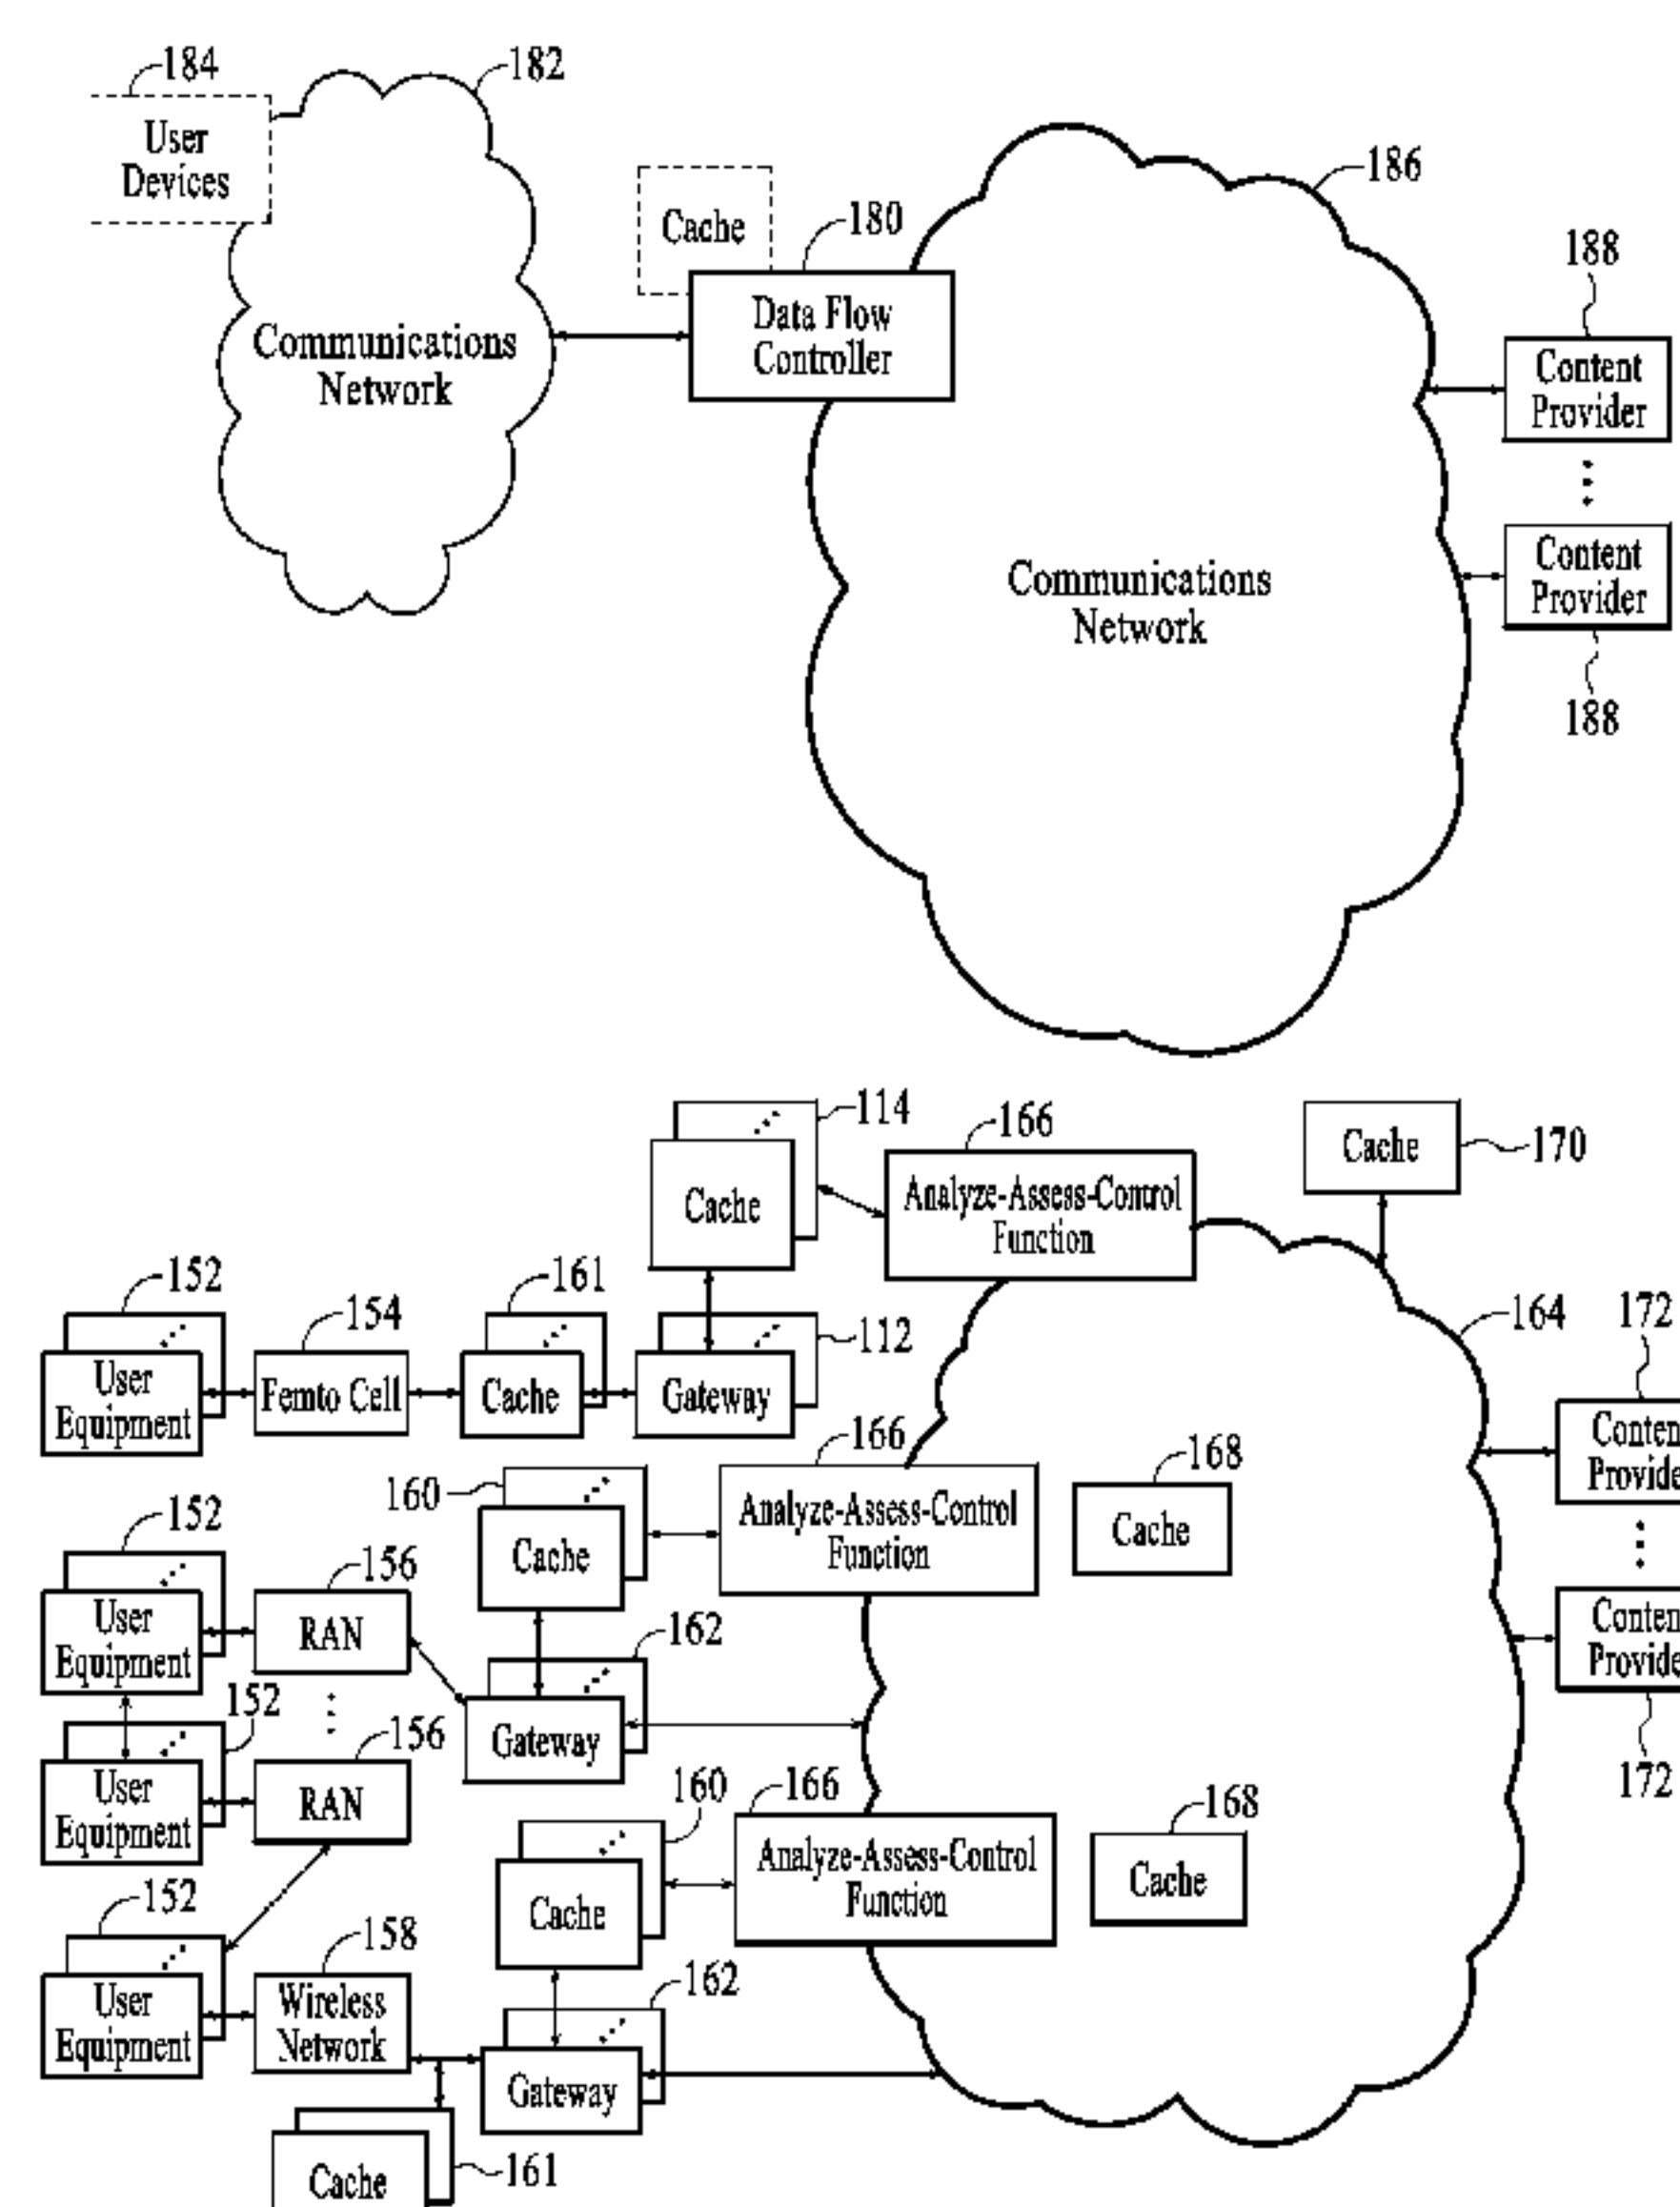 184
182
User
Devices
186
Cache
180
188
Data Flow
Controller
Communications
Network
Content
Provider
Content
Provider
Communications
Network
188
114
166
Cache
170
Analyze-Assess-Control
Function
Cache
152
161
154
164
172
112
User
Equipment
Femto Cell
Cache
Gateway
Conten
Provide
166
168
160
152
Analyze-Assess-Control
Function
Cache
Cache
156
User
Equipment
RAN
162
Conten
Provide
152
156
Gateway
User
Equipment
RAN
160
166
168
172
Analyze-Assess-Control
Function
Cache
Cache
152
158
162
User
Equipment
Wireless
Network
Gateway
161
Cache